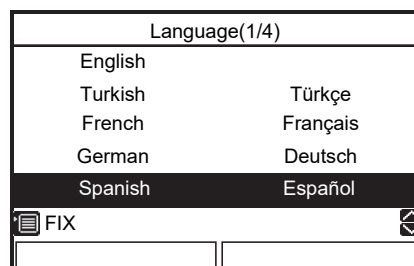 Language(1/4)
English
Turkish Türkçe
French Français
German Deutsch
Spanish Español
FIX